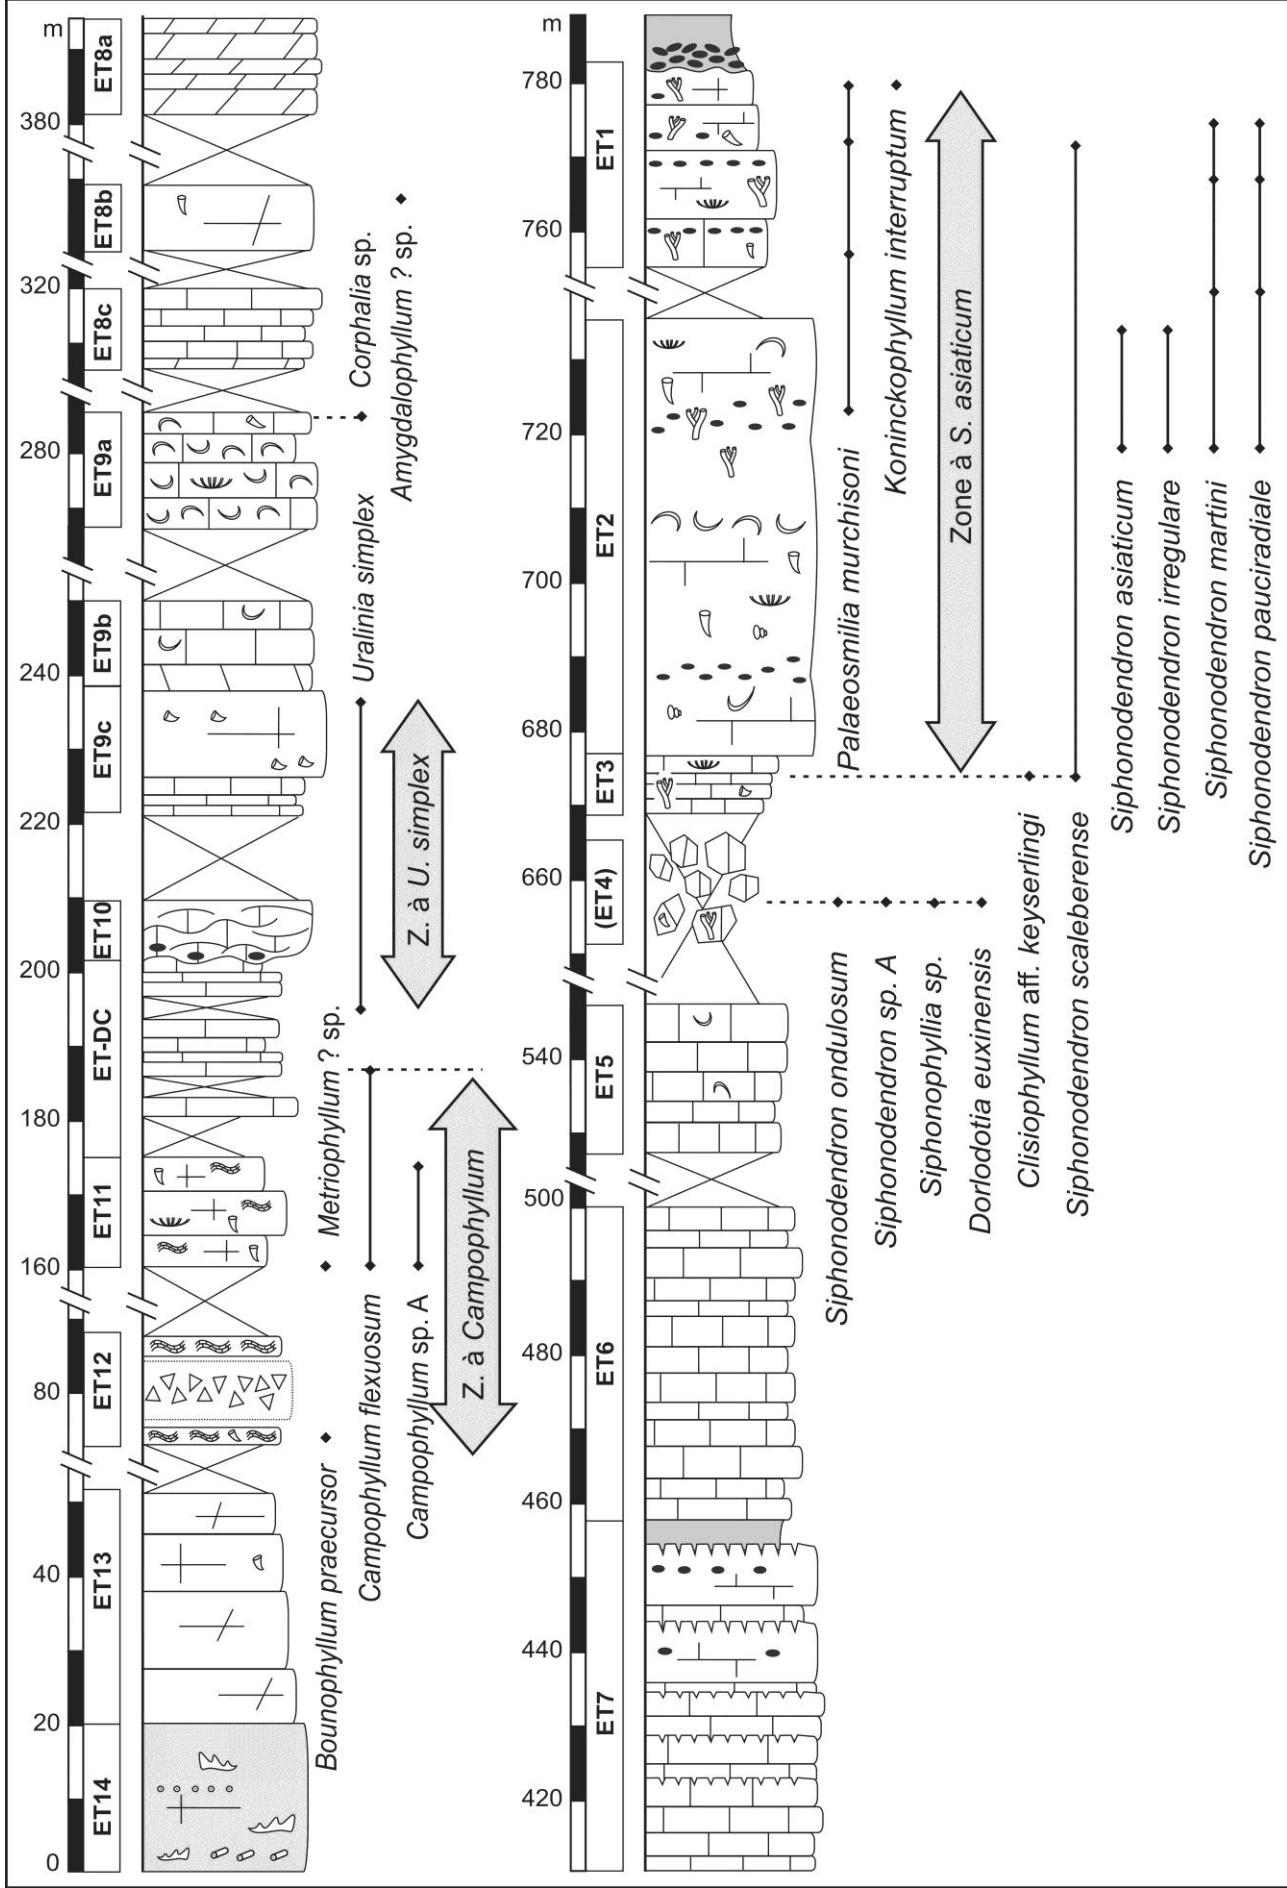 m
380
320
280
240
220
200
180
160
80
40
20
0
ET8a
ET8b
ET8c
ET9a
ET9b
ET9c
ET10
ET-DC
ET11
ET12
ET13
ET14
Bounophyllum praecursor
Metriophyllum ? sp.
Campophyllum flexuosum
Campophyllum sp. A
Z. à Campophyllum
Uralinia simplex
Z. à U. simplex
Corphalia sp.
Amygdalophyllum ? sp.
m
780
760
720
700
680
660
540
500
480
460
440
420
ET1
ET2
ET3
(ET4)
ET5
ET6
ET7
Siphonodendron ondulosum
Siphonodendron sp. A
Siphonophyllia sp.
Dorlodotia euxinensis
Clisiophyllum aff. keyserlingi
Siphonodendron scaleberense
Palaeosmilia murchisoni
Koninckophyllum interruptum
Zone à S. asiaticum
Siphonodendron asiaticum
Siphonodendron irregulare
Siphonodendron martini
Siphonodendron pauciradiale